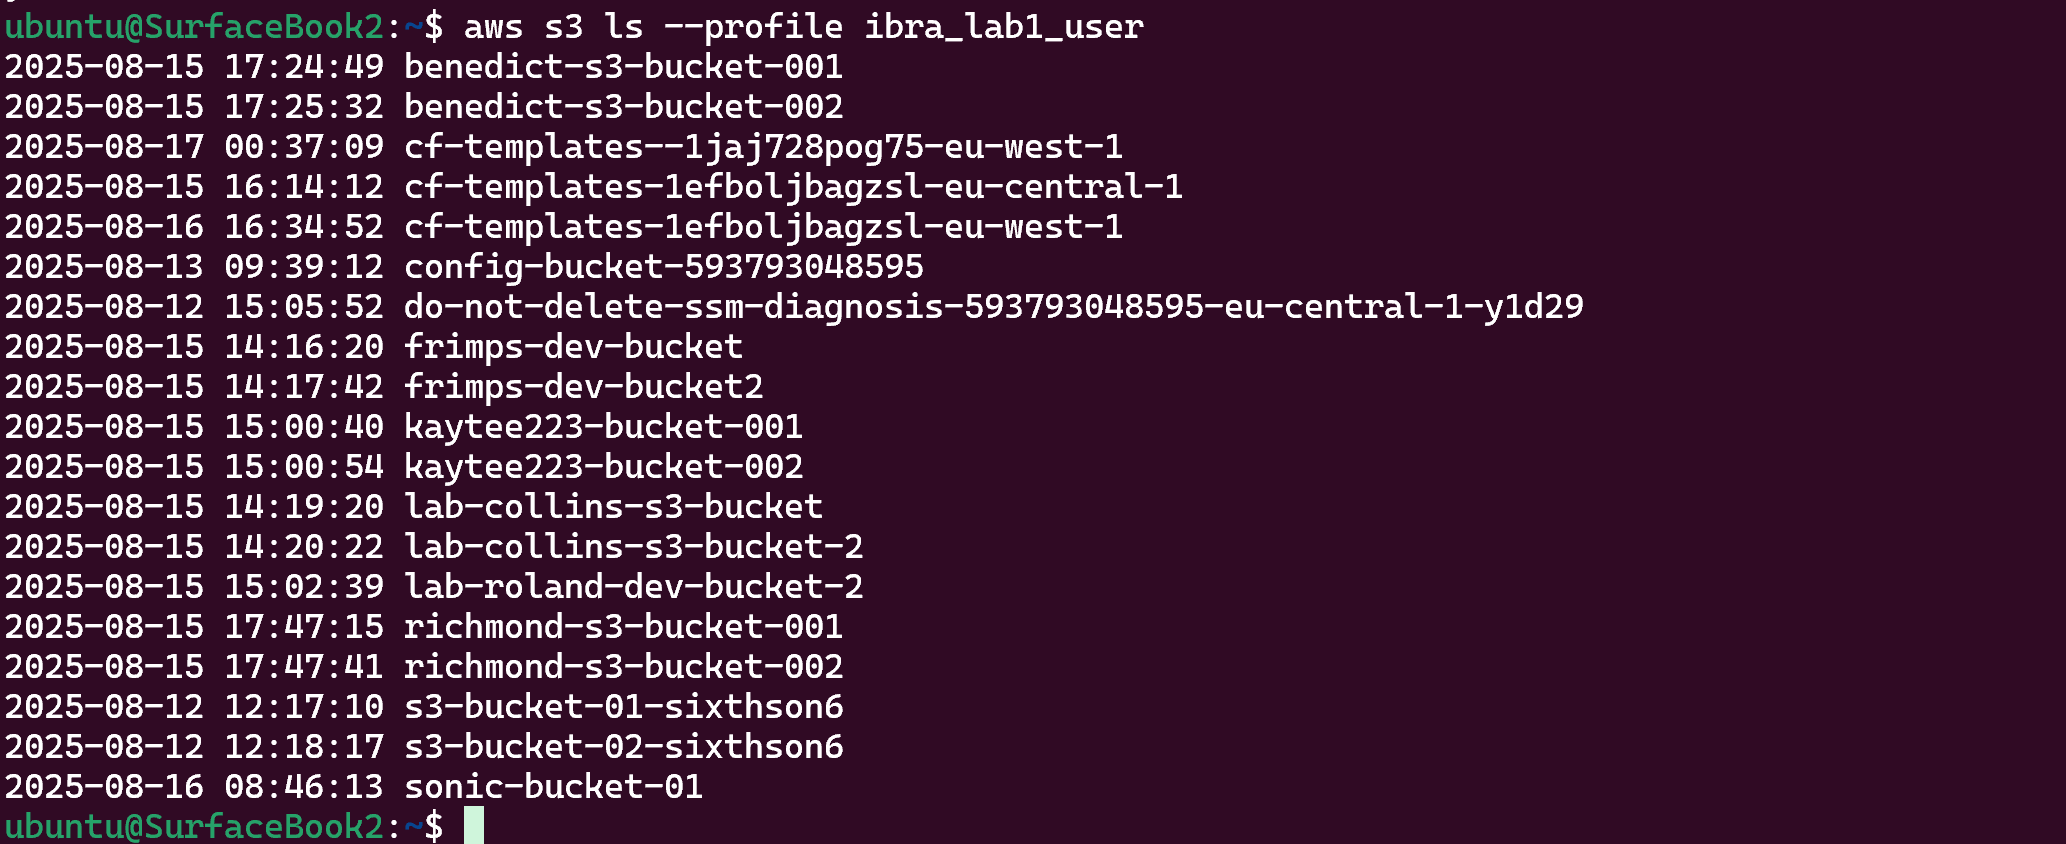 ubuntu@SurfaceBook2:~$ aws s3 ls --profile ibra_lab1_user
2025-08-15 17:24:49 benedict-s3-bucket-001
2025-08-15 17:25:32 benedict-s3-bucket-002
2025-08-17 00:37:09 cf-templates--1jaj728pog75-eu-west-1
2025-08-15 16:14:12 cf-templates-1efboljbagzsl-eu-central-1
2025-08-16 16:34:52 cf-templates-1efboljbagzsl-eu-west-1
2025-08-13 09:39:12 config-bucket-593793048595
2025-08-12 15:05:52 do-not-delete-ssm-diagnosis-593793048595-eu-central-1-y1d29
2025-08-15 14:16:20 frimps-dev-bucket
2025-08-15 14:17:42 frimps-dev-bucket2
2025-08-15 15:00:40 kaytee223-bucket-001
2025-08-15 15:00:54 kaytee223-bucket-002
2025-08-15 14:19:20 lab-collins-s3-bucket
2025-08-15 14:20:22 lab-collins-s3-bucket-2
2025-08-15 15:02:39 lab-roland-dev-bucket-2
2025-08-15 17:47:15 richmond-s3-bucket-001
2025-08-15 17:47:41 richmond-s3-bucket-002
2025-08-12 12:17:10 s3-bucket-01-sixthson6
2025-08-12 12:18:17 s3-bucket-02-sixthson6
2025-08-16 08:46:13 sonic-bucket-01
ubuntu@SurfaceBook2:~$